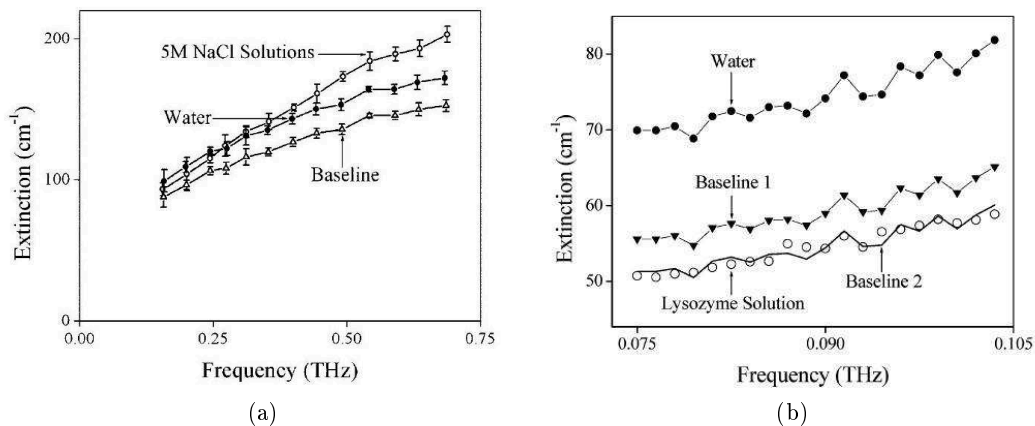 200
100
0
Extinction (cm⁻¹)
5M NaCl Solutions
Water
Baseline
0.00 0.25 0.50 0.75
Frequency (THz)
(a)
80
70
60
50
Extinction (cm⁻¹)
Water
Baseline 1
Baseline 2
Lysozyme Solution
0.075 0.090 0.105
Frequency (THz)
(b)